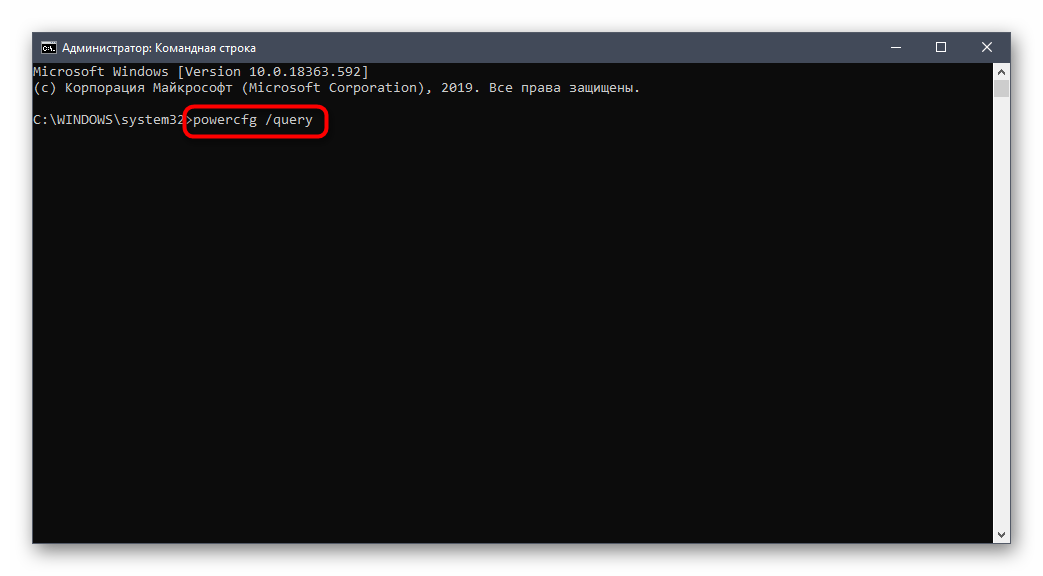 Администратор: Командная строка
Microsoft Windows [Version 10.0.18363.592]
(c) Корпорация Майкрософт (Microsoft Corporation), 2019. Все права защищены.
C:\WINDOWS\system32>powercfg /query